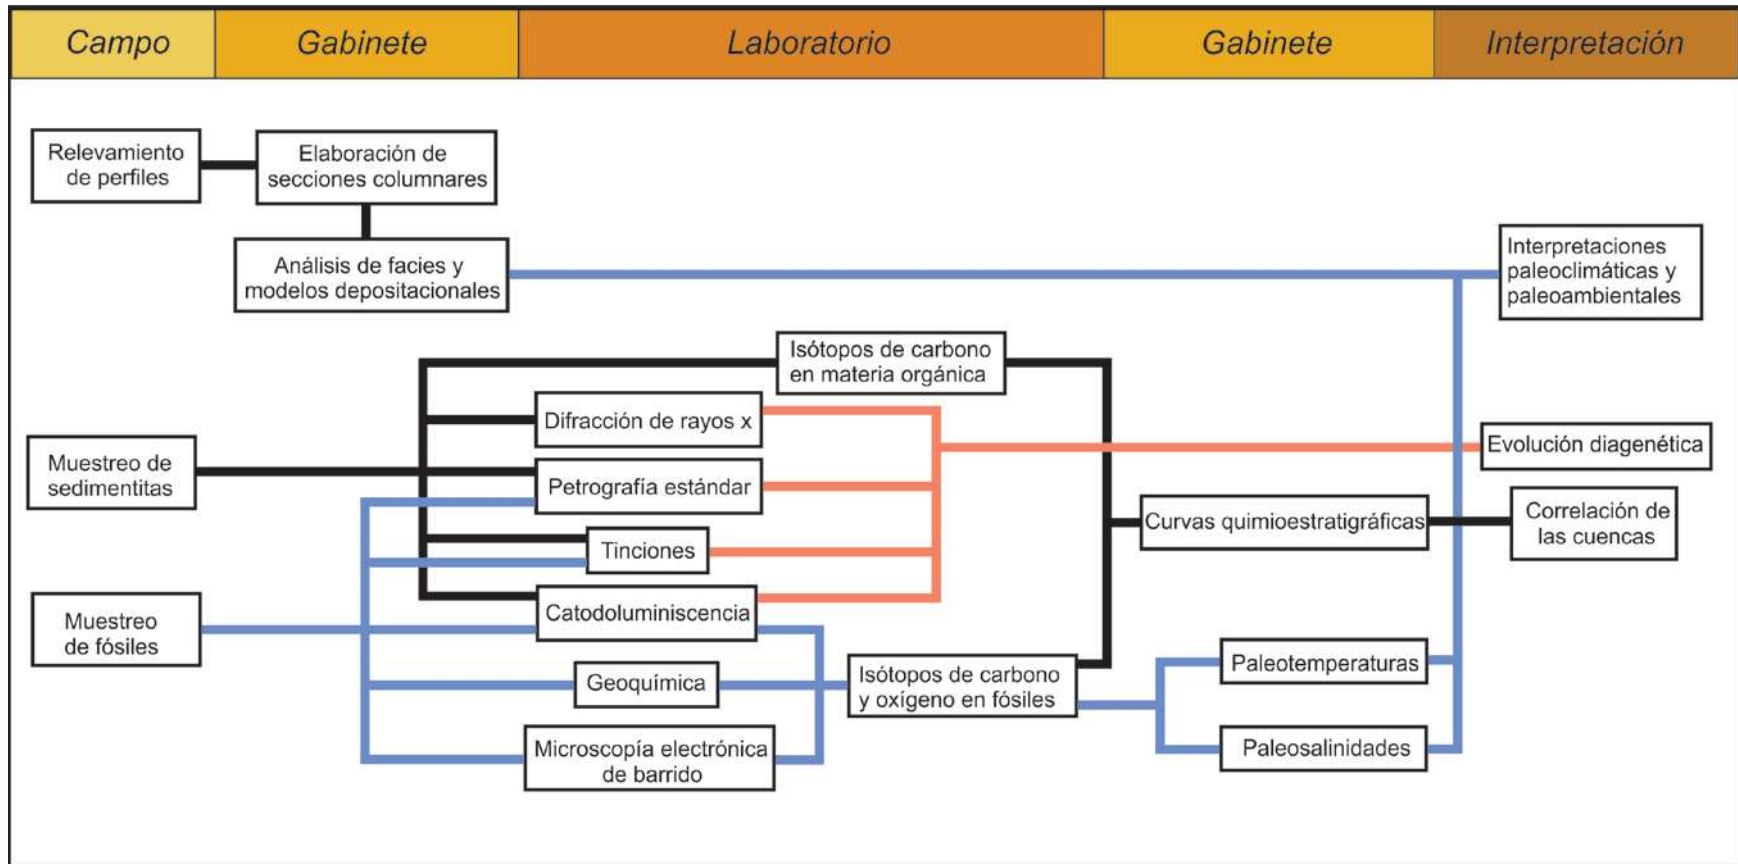 Campo
Gabinete
Laboratorio
Gabinete
Interpretación
Relevamiento
de perfiles
Elaboración de
secciones columnares
Análisis de facies y
modelos depositacionales
Interpretaciones
paleoclimáticas y
paleoambientales
Isótopos de carbono
en materia orgánica
Difracción de rayos x
Evolución diagenética
Muestreo de
sedimentitas
Petrografía estándar
Curvas quimioestratigráficas
Correlación de
las cuencas
Tinciones
Muestreo
de fósiles
Catodoluminiscencia
Geoquímica
Isótopos de carbono
y oxígeno en fósiles
Paleotemperaturas
Microscopía electrónica
de barrido
Paleosalinidades